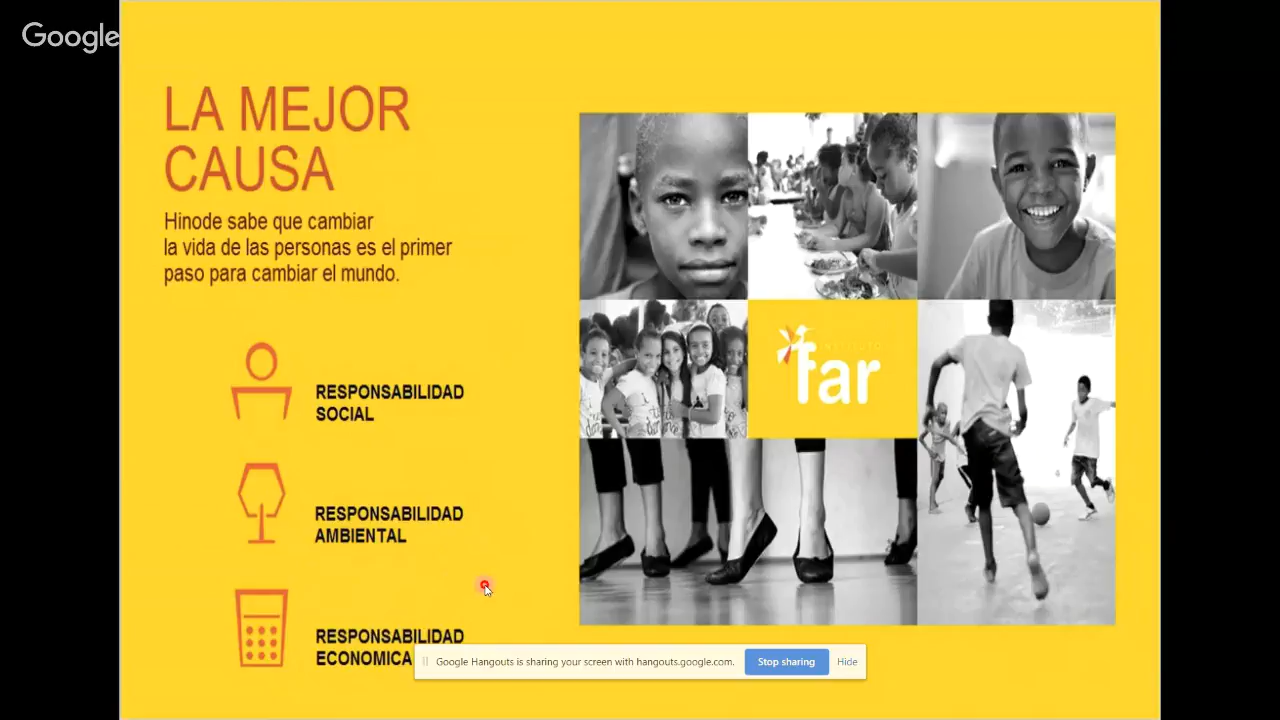 Google
LA MEJOR
CAUSA
Hinode sabe que cambiar
la vida de las personas es el primer
paso para cambiar el mundo.
RESPONSABILIDAD
SOCIAL
RESPONSABILIDAD
AMBIENTAL
RESPONSABILIDAD
ECONOMICA
INSTITUTO
far
Google Hangouts is sharing your screen with hangouts.google.com.
Stop sharing
Hide